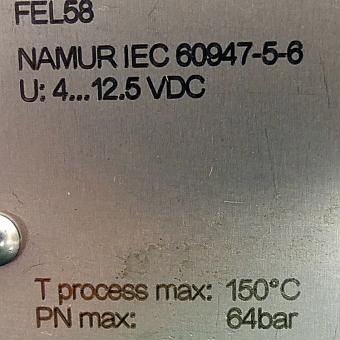 FEL58
NAMUR IEC 60947-5-6
U: 4...12.5 VDC
T process max: 150°C
PN max: 64bar